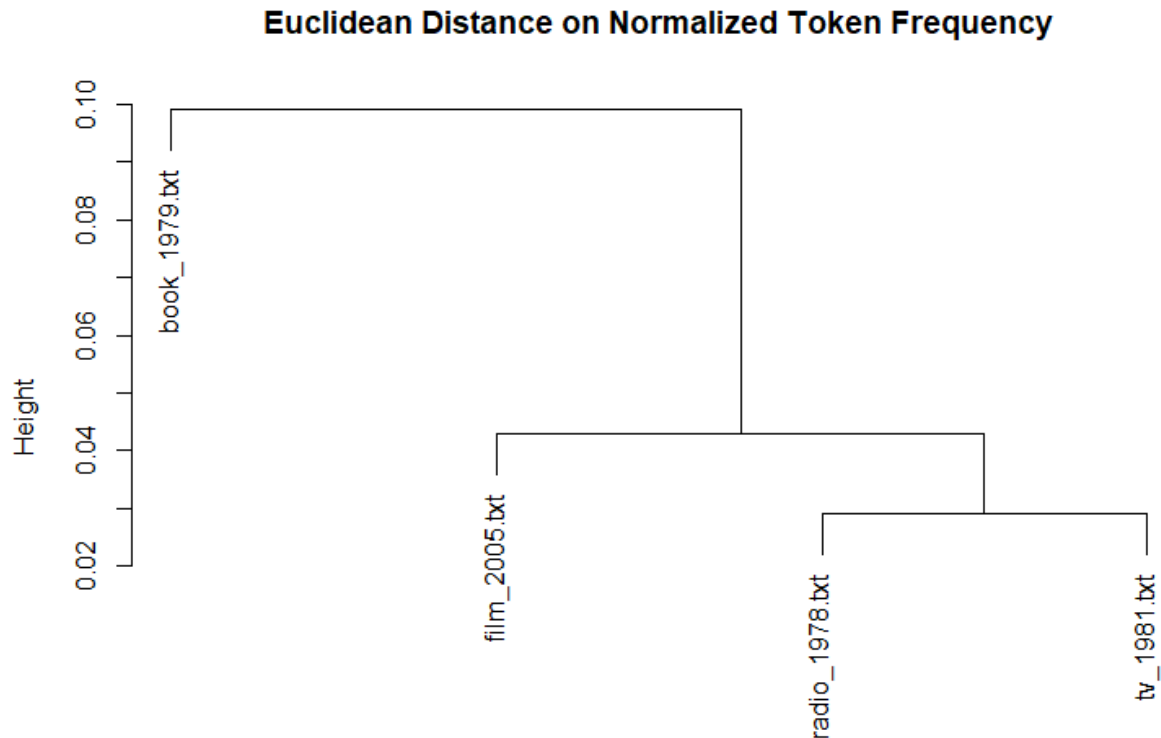 Euclidean Distance on Normalized Token Frequency
Height
0.10
0.08
0.06
0.04
0.02
book_1979.txt
film_2005.txt
radio_1978.txt
tv_1981.txt